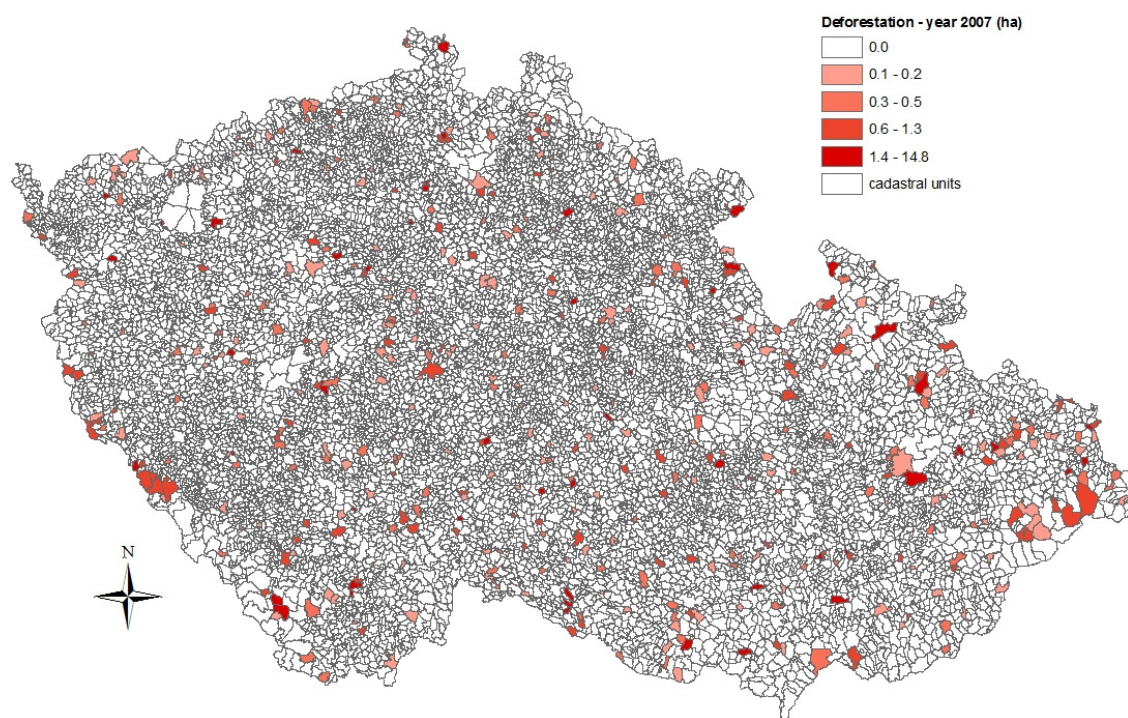 Deforestation - year 2007 (ha)
0.0
0.1 - 0.2
0.3 - 0.5
0.6 - 1.3
1.4 - 14.8
cadastral units
N